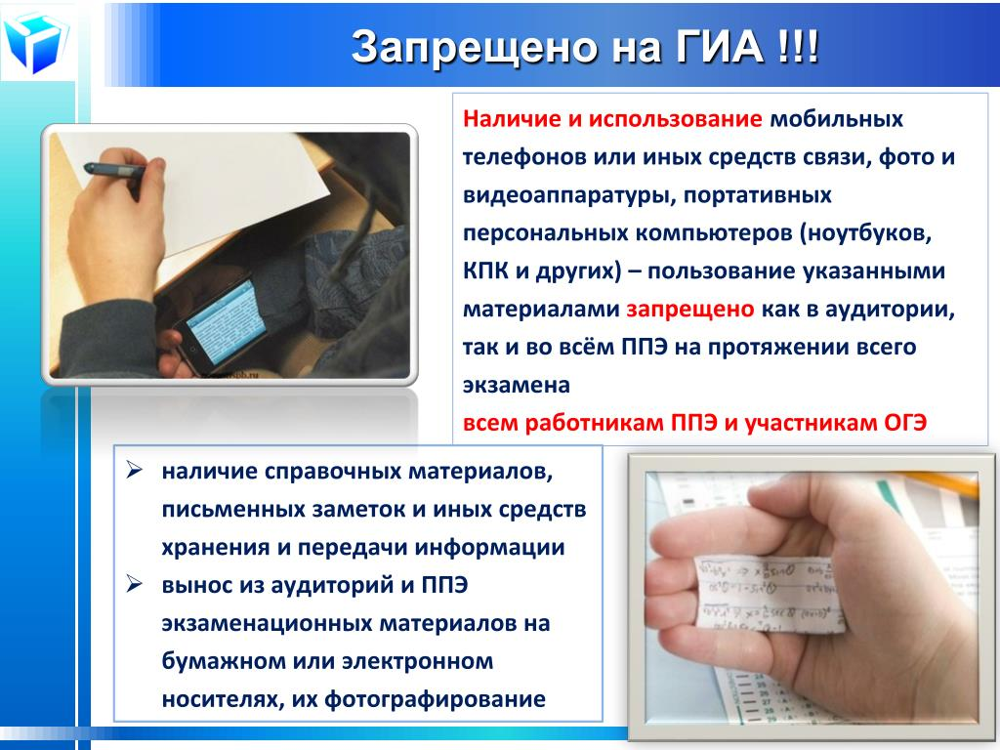 Запрещено на ГИА !!!
Наличие и использование мобильных
телефонов или иных средств связи, фото и
видеоаппаратуры, портативных
персональных компьютеров (ноутбуков,
КПК и других) – пользование указанными
материалами запрещено как в аудитории,
так и во всём ППЭ на протяжении всего
экзамена
всем работникам ППЭ и участникам ОГЭ
наличие справочных материалов,
письменных заметок и иных средств
хранения и передачи информации
вынос из аудиторий и ППЭ
экзаменационных материалов на
бумажном или электронном
носителях, их фотографирование